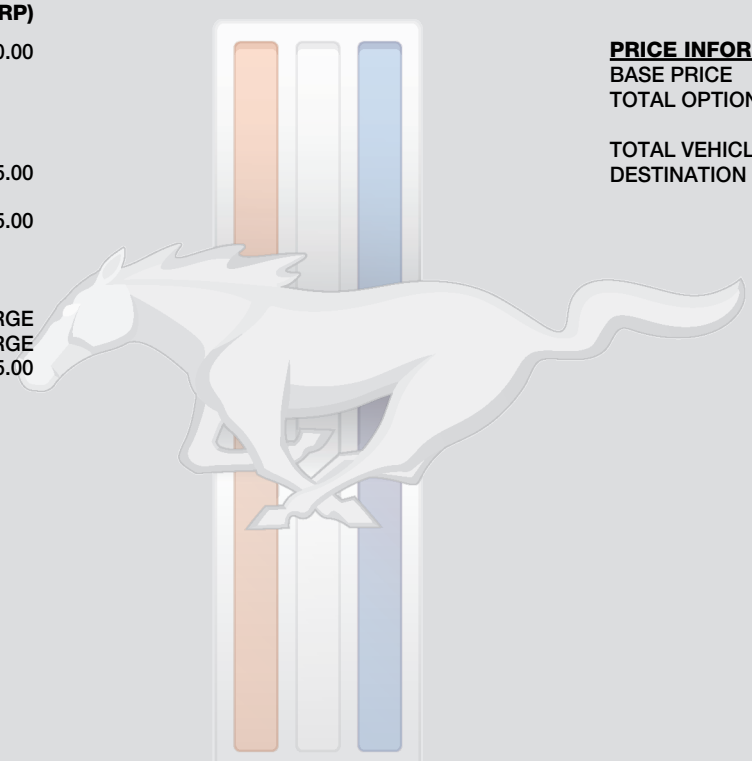 RP)
0.00
5.00
5.00
RGE
RGE
5.00
PRICE INFOR
BASE PRICE
TOTAL OPTION
TOTAL VEHICL
DESTINATION